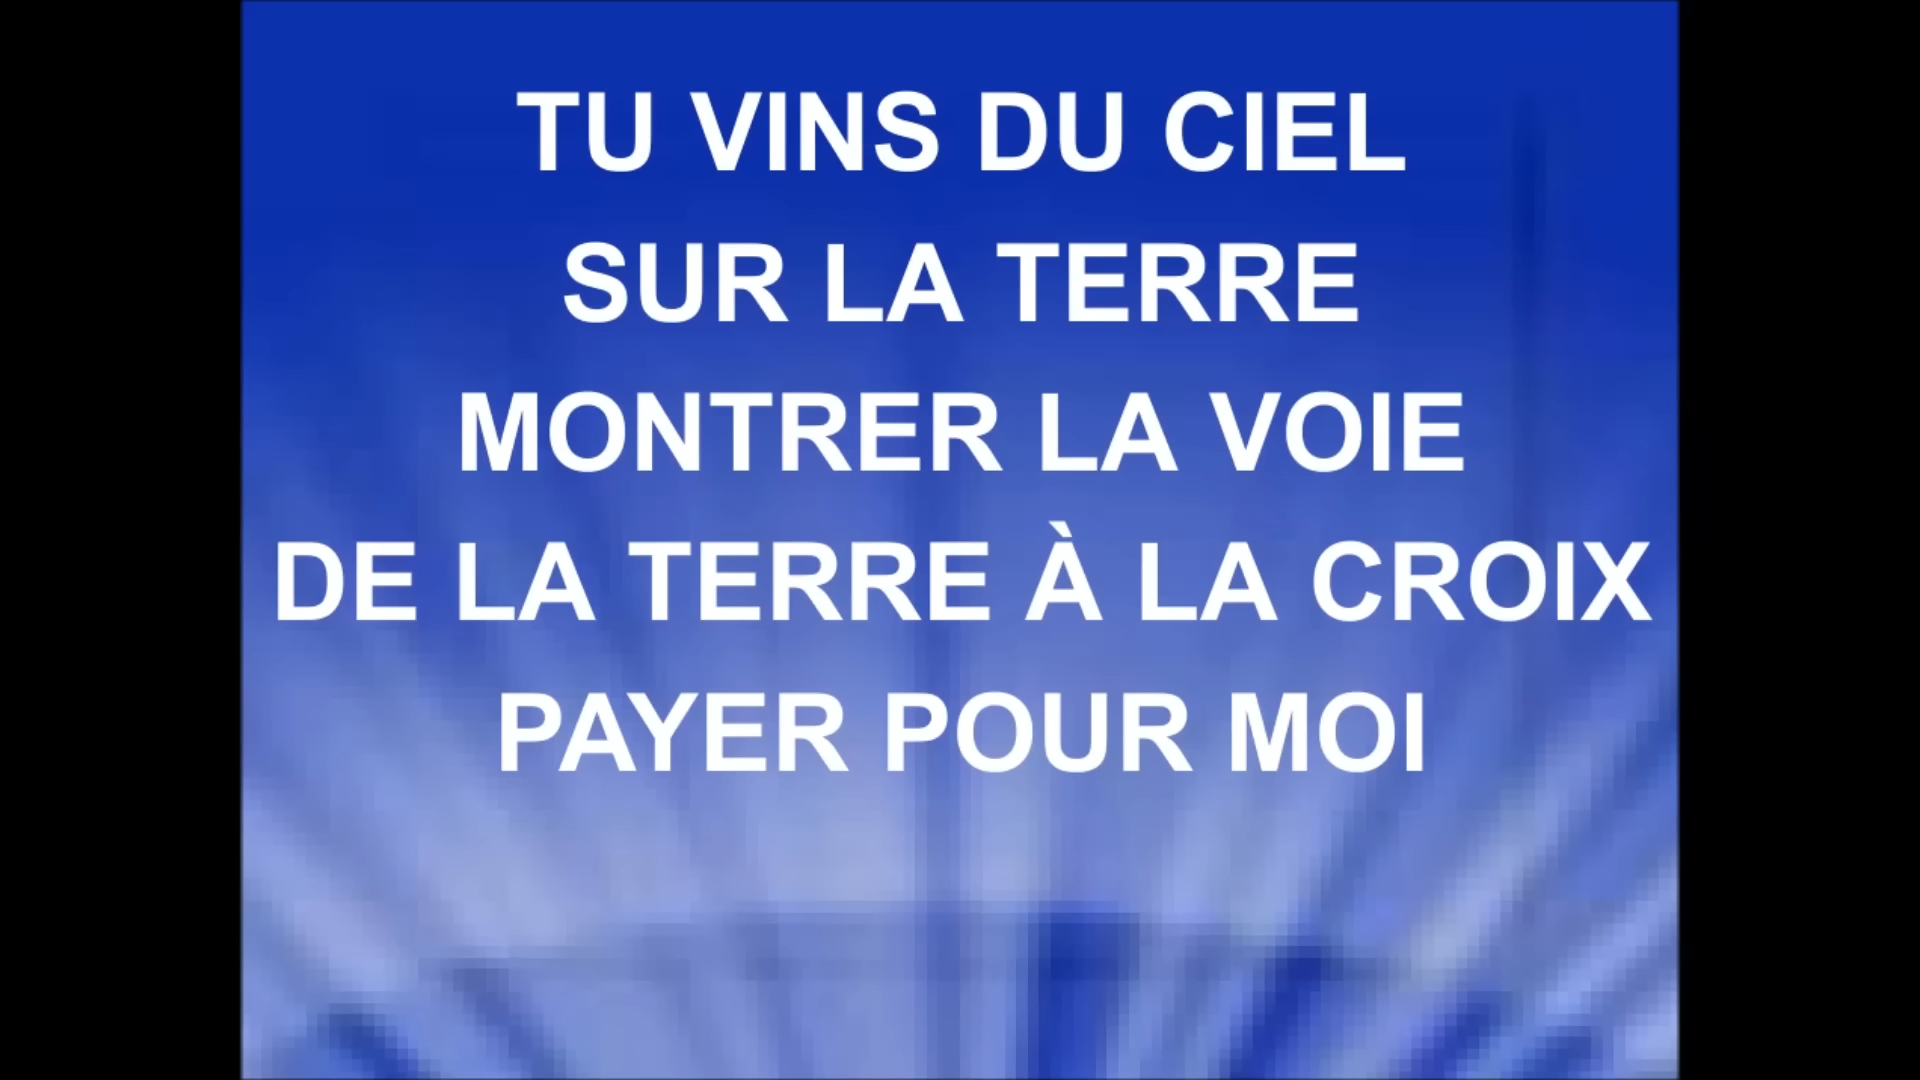 TU VINS DU CIEL
SUR LA TERRE
MONTRER LA VOIE
DE LA TERRE À LA CROIX
PAYER POUR MOI